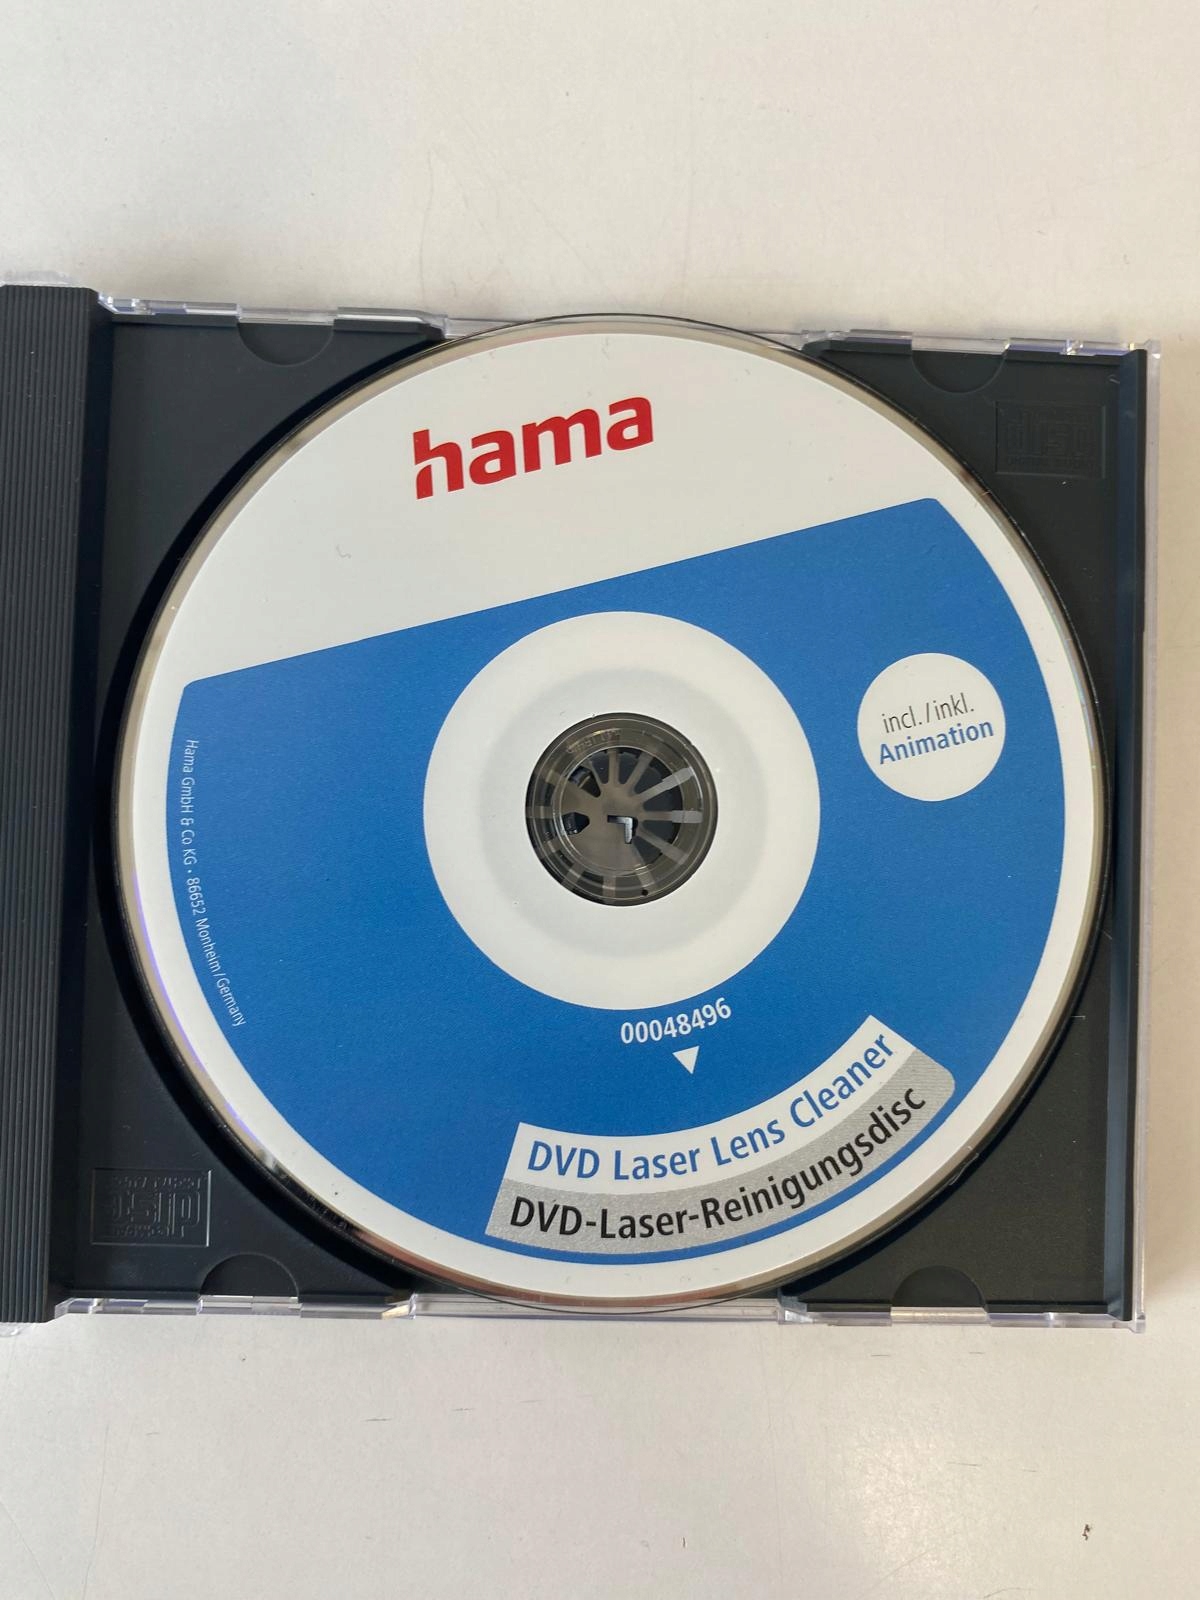 hama
incl./inkl.
Animation
Hama GmbH & Co KG • 86652 Monheim/Germany
00048496
DVD Laser Lens Cleaner
DVD-Laser-Reinigungsdisc